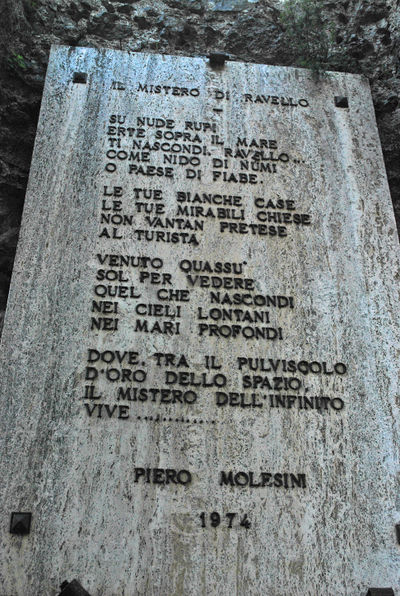 IL MISTERO DI RAVELLO
SU NUDE RUPI
ERTE SOPRA IL MARE
TI NASCONDI, RAVELLO...
COME NIDO DI NUMI
O PAESE DI FIABE.
LE TUE BIANCHE CASE
LE TUE MIRABILI CHIESE
NON VANTAN PRETESE
AL TURISTA
VENUTO QUASSU'
SOL PER VEDERE
QUEL CHE NASCONDI
NEI CIELI LONTANI
NEI MARI PROFONDI
DOVE, TRA IL PULVISCOLO
D'ORO DELLO SPAZIO,
IL MISTERO DELL'INFINITO
VIVE ............
PIERO MOLESINI
1974